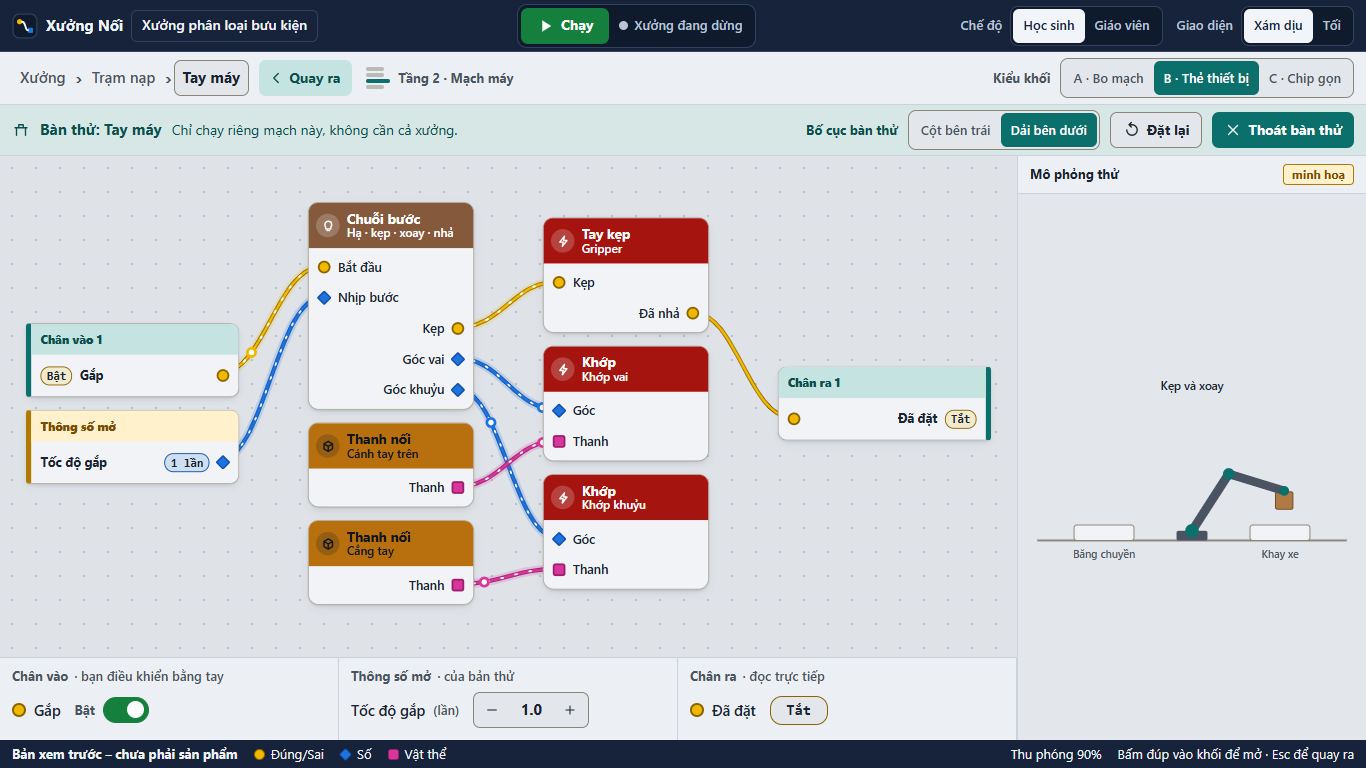 Xưởng Nối
Xưởng phân loại bưu kiện
Chạy
Xưởng đang dừng
Chế độ
Học sinh
Giáo viên
Giao diện
Xám dịu
Tối
Xưởng › Trạm nạp › Tay máy
Quay ra
Tầng 2 · Mạch máy
Kiểu khối
A · Bo mạch
B · Thẻ thiết bị
C · Chip gọn
Bàn thử: Tay máy
Chỉ chạy riêng mạch này, không cần cả xưởng.
Bố cục bàn thử
Cột bên trái
Dải bên dưới
Đặt lại
Thoát bàn thử
Chân vào 1
Bật Gắp
Thông số mở
Tốc độ gắp 1 lần
Chuỗi bước
Hạ · kẹp · xoay · nhả
Bắt đầu
Nhịp bước
Kẹp
Góc vai
Góc khuỷu
Thanh nối
Cánh tay trên
Thanh
Thanh nối
Cẳng tay
Thanh
Tay kẹp
Gripper
Kẹp
Đã nhả
Khớp
Khớp vai
Góc
Thanh
Khớp
Khớp khuỷu
Góc
Thanh
Chân ra 1
Đã đặt Tắt
Mô phỏng thử
minh hoạ
Kẹp và xoay
Băng chuyền
Khay xe
Chân vào · bạn điều khiển bằng tay
Gắp Bật
Thông số mở · của bản thử
Tốc độ gắp (lần) − 1.0 +
Chân ra · đọc trực tiếp
Đã đặt Tắt
Bản xem trước – chưa phải sản phẩm
Đúng/Sai
Số
Vật thể
Thu phóng 90%
Bấm đúp vào khối để mở · Esc để quay ra